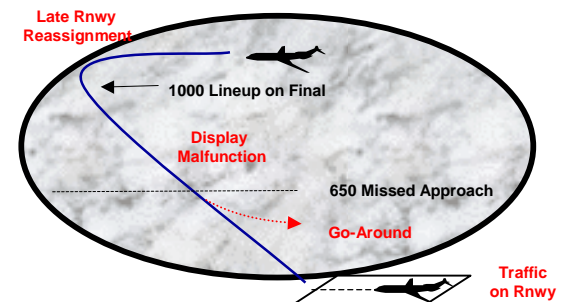 Late Rnwy
Reassignment
1000 Lineup on Final
Display
Malfunction
650 Missed Approach
Go-Around
Traffic
on Rnwy